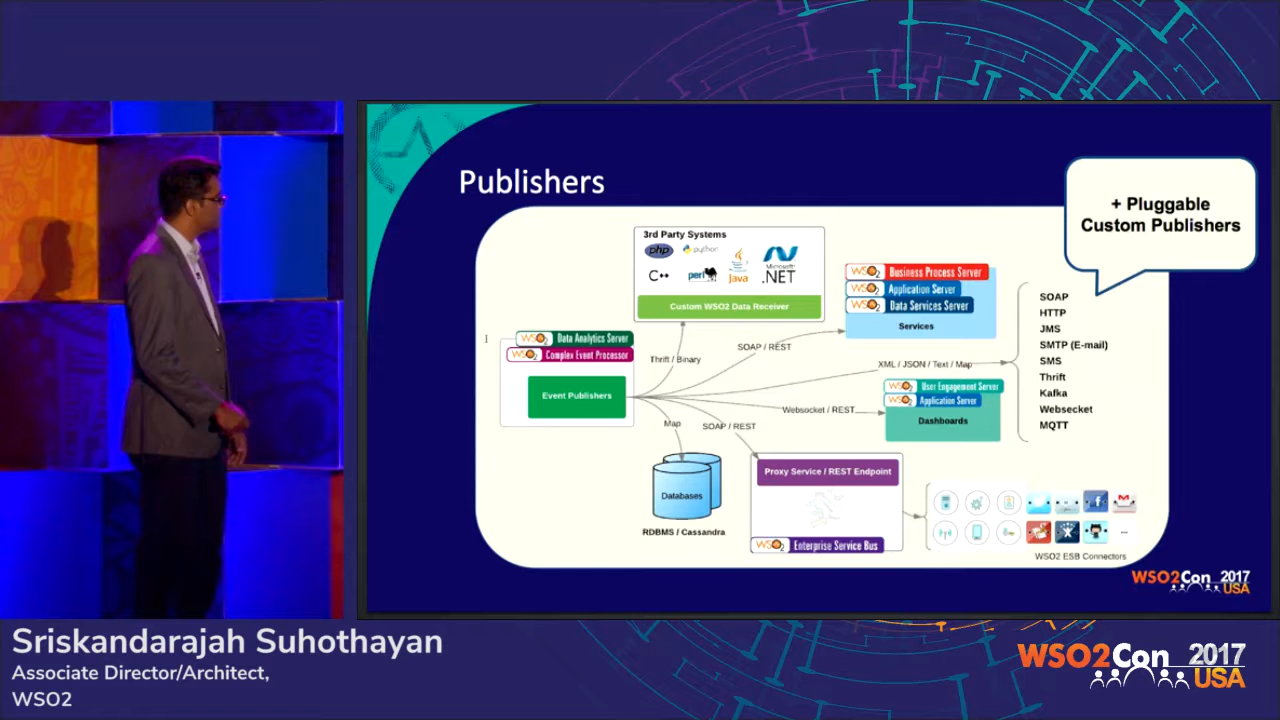 Publishers
+ Pluggable
Custom Publishers
3rd Party Systems
php
python
C++
perl
Java
Microsoft
.NET
Custom WSO2 Data Receiver
WSO2 Business Process Server
WSO2 Application Server
WSO2 Data Services Server
Services
WSO2 Data Analytics Server
WSO2 Complex Event Processor
Event Publishers
Thrift / Binary
SOAP / REST
XML / JSON / Text / Map
Websocket / REST
Map
SOAP / REST
SOAP
HTTP
JMS
SMTP (E-mail)
SMS
Thrift
Kafka
Websecket
MQTT
WSO2 User Engagement Server
WSO2 Application Server
Dashboards
Databases
RDBMS / Cassandra
Proxy Service / REST Endpoint
WSO2 Enterprise Service Bus
...
WSO2 ESB Connectors
WSO2Con 2017
USA
Sriskandarajah Suhothayan
Associate Director/Architect,
WSO2
WSO2Con 2017
USA